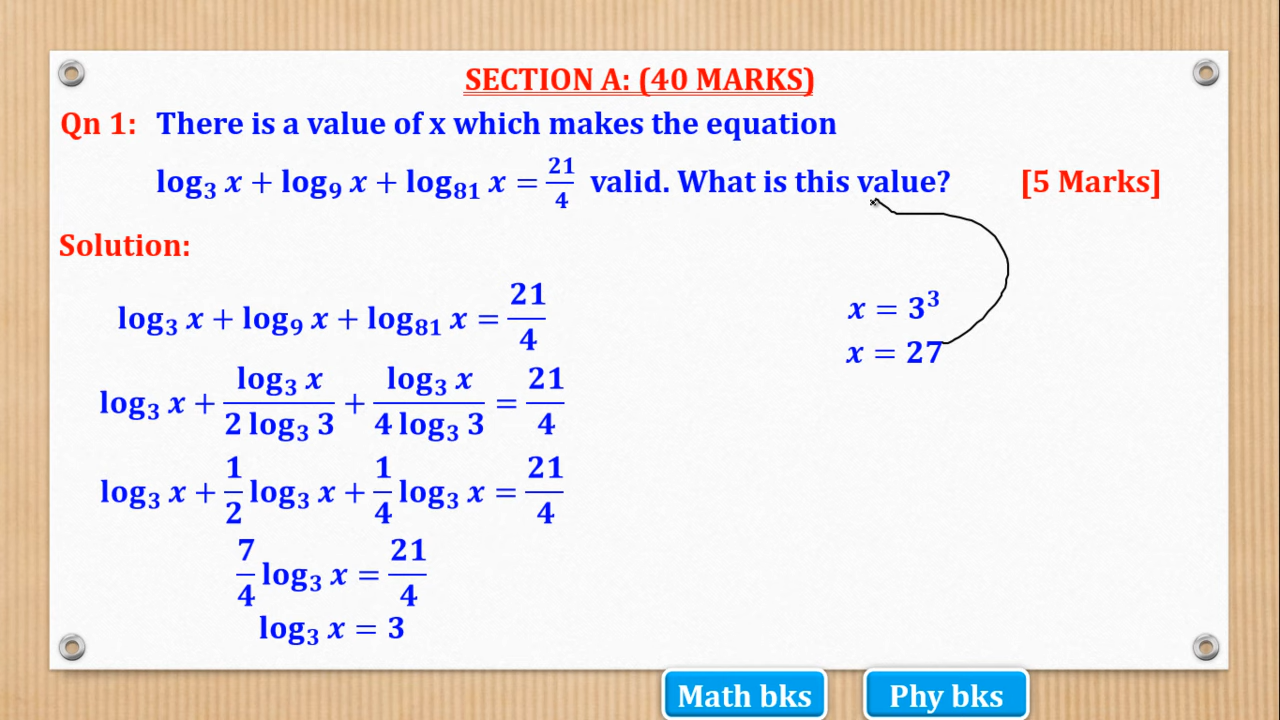 SECTION A: (40 MARKS)
Qn 1: There is a value of x which makes the equation
log₃ x + log₉ x + log₈₁ x = 21/4 valid. What is this value? [5 Marks]
Solution:
log₃ x + log₉ x + log₈₁ x = 21/4
log₃ x + log₃ x / 2 log₃ 3 + log₃ x / 4 log₃ 3 = 21/4
log₃ x + 1/2 log₃ x + 1/4 log₃ x = 21/4
7/4 log₃ x = 21/4
log₃ x = 3
x = 3³
x = 27
Math bks
Phy bks